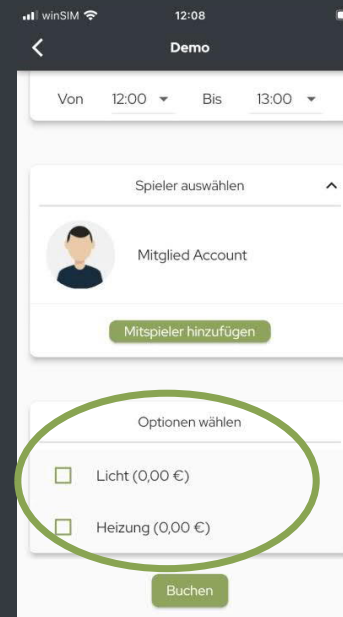 winSIM 12:08
Demo
Von 12:00 Bis 13:00
Spieler auswählen
Mitglied Account
Mitspieler hinzufügen
Optionen wählen
Licht (0,00 €)
Heizung (0,00 €)
Buchen